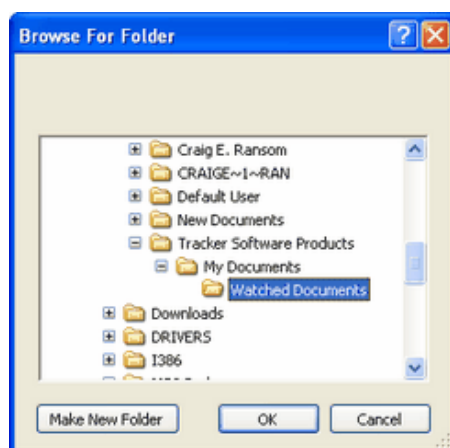 Browse For Folder
Craig E. Ransom
CRAIGE~1~RAN
Default User
New Documents
Tracker Software Products
My Documents
Watched Documents
Downloads
DRIVERS
I386
Make New Folder
OK
Cancel